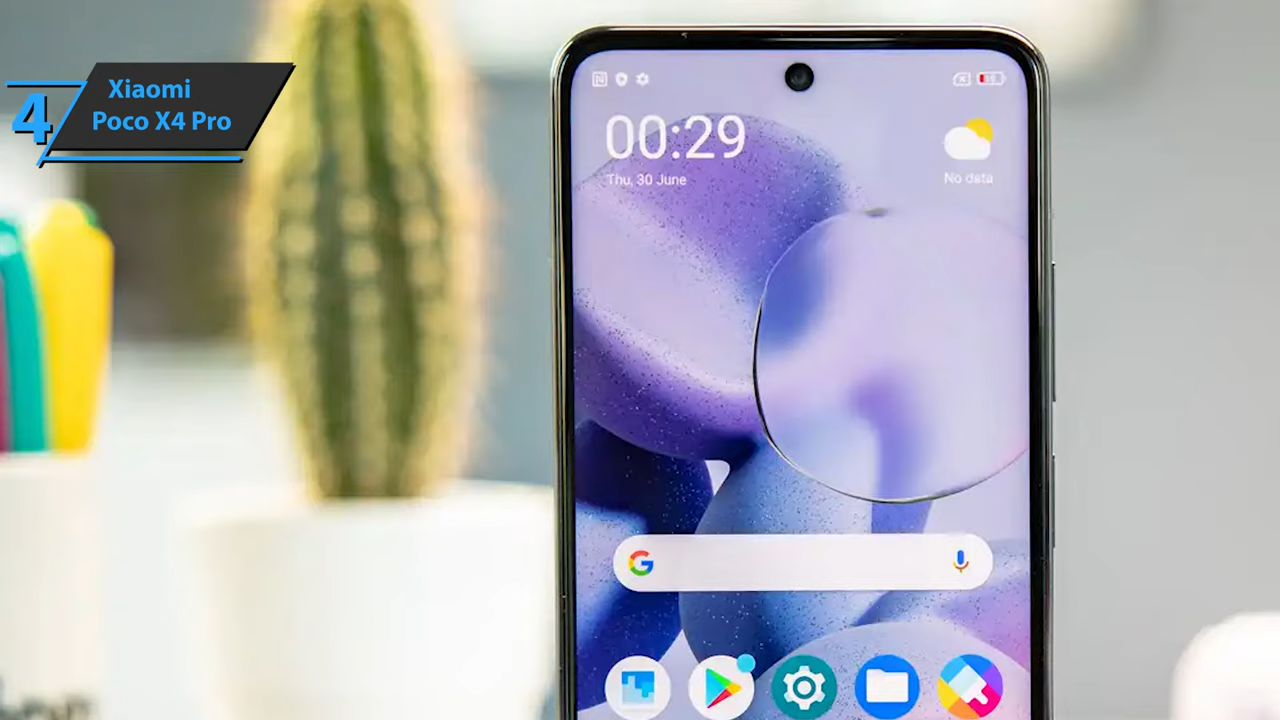 4
Xiaomi
Poco X4 Pro
00:29
Thu, 30 June
No data